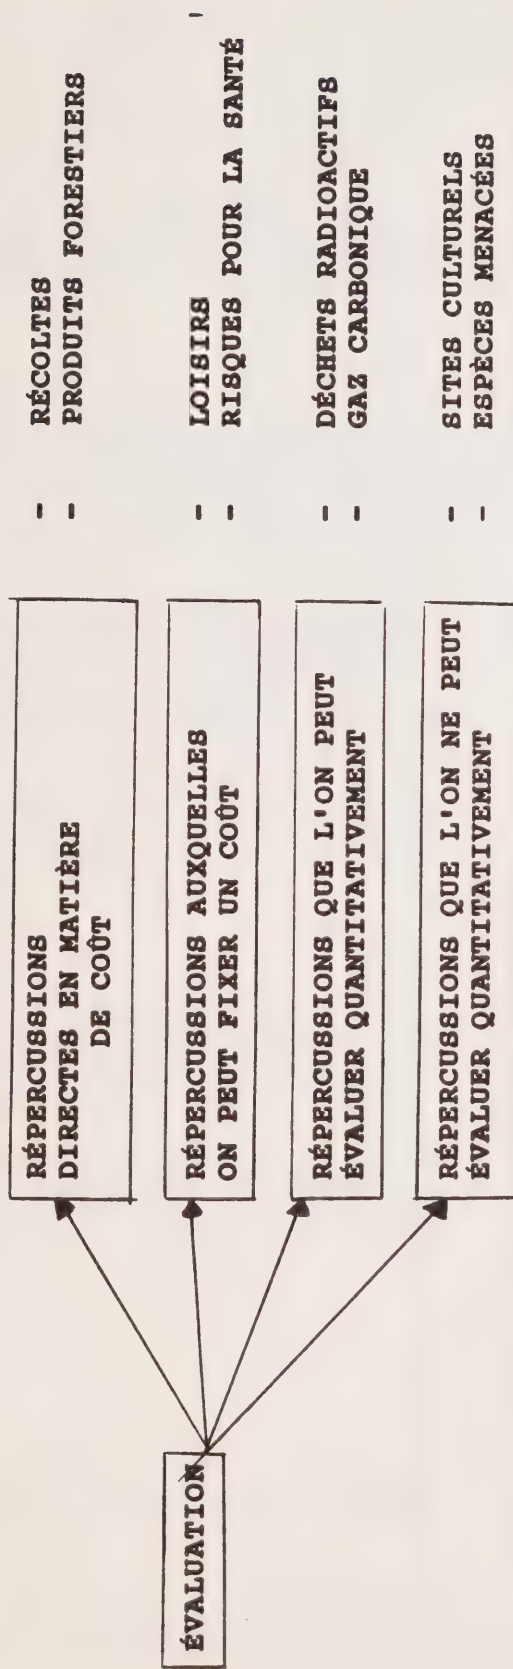 ÉVALUATION
RÉPERCUSSIONS
DIRECTES EN MATIÈRE
DE COÛT
- RÉCOLTES
- PRODUITS FORESTIERS
RÉPERCUSSIONS AUXQUELLES
ON PEUT FIXER UN COÛT
- LOISIRS
- RISQUES POUR LA SANTÉ
RÉPERCUSSIONS QUE L'ON PEUT
ÉVALUER QUANTITATIVEMENT
- DÉCHETS RADIOACTIFS
- GAZ CARBONIQUE
RÉPERCUSSIONS QUE L'ON NE PEUT
ÉVALUER QUANTITATIVEMENT
- SITES CULTURELS
- ESPÈCES MENACÉES